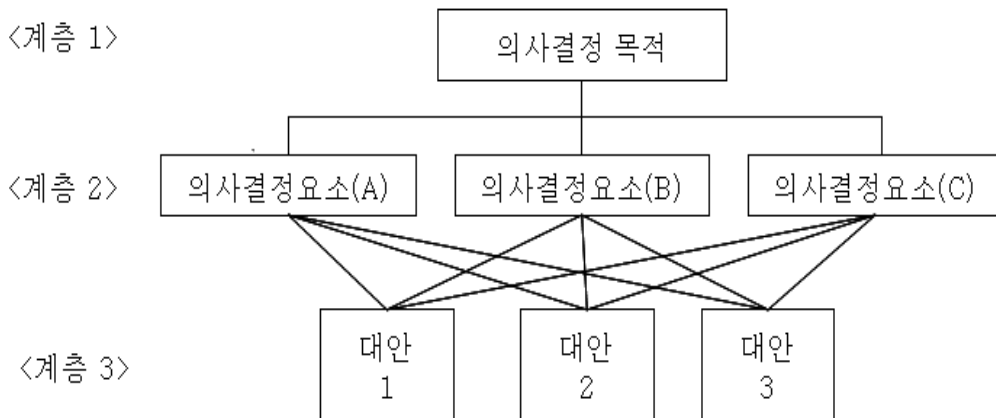 <계층 1>
의사결정 목적
<계층 2>
의사결정요소(A)
의사결정요소(B)
의사결정요소(C)
<계층 3>
대안
1
대안
2
대안
3